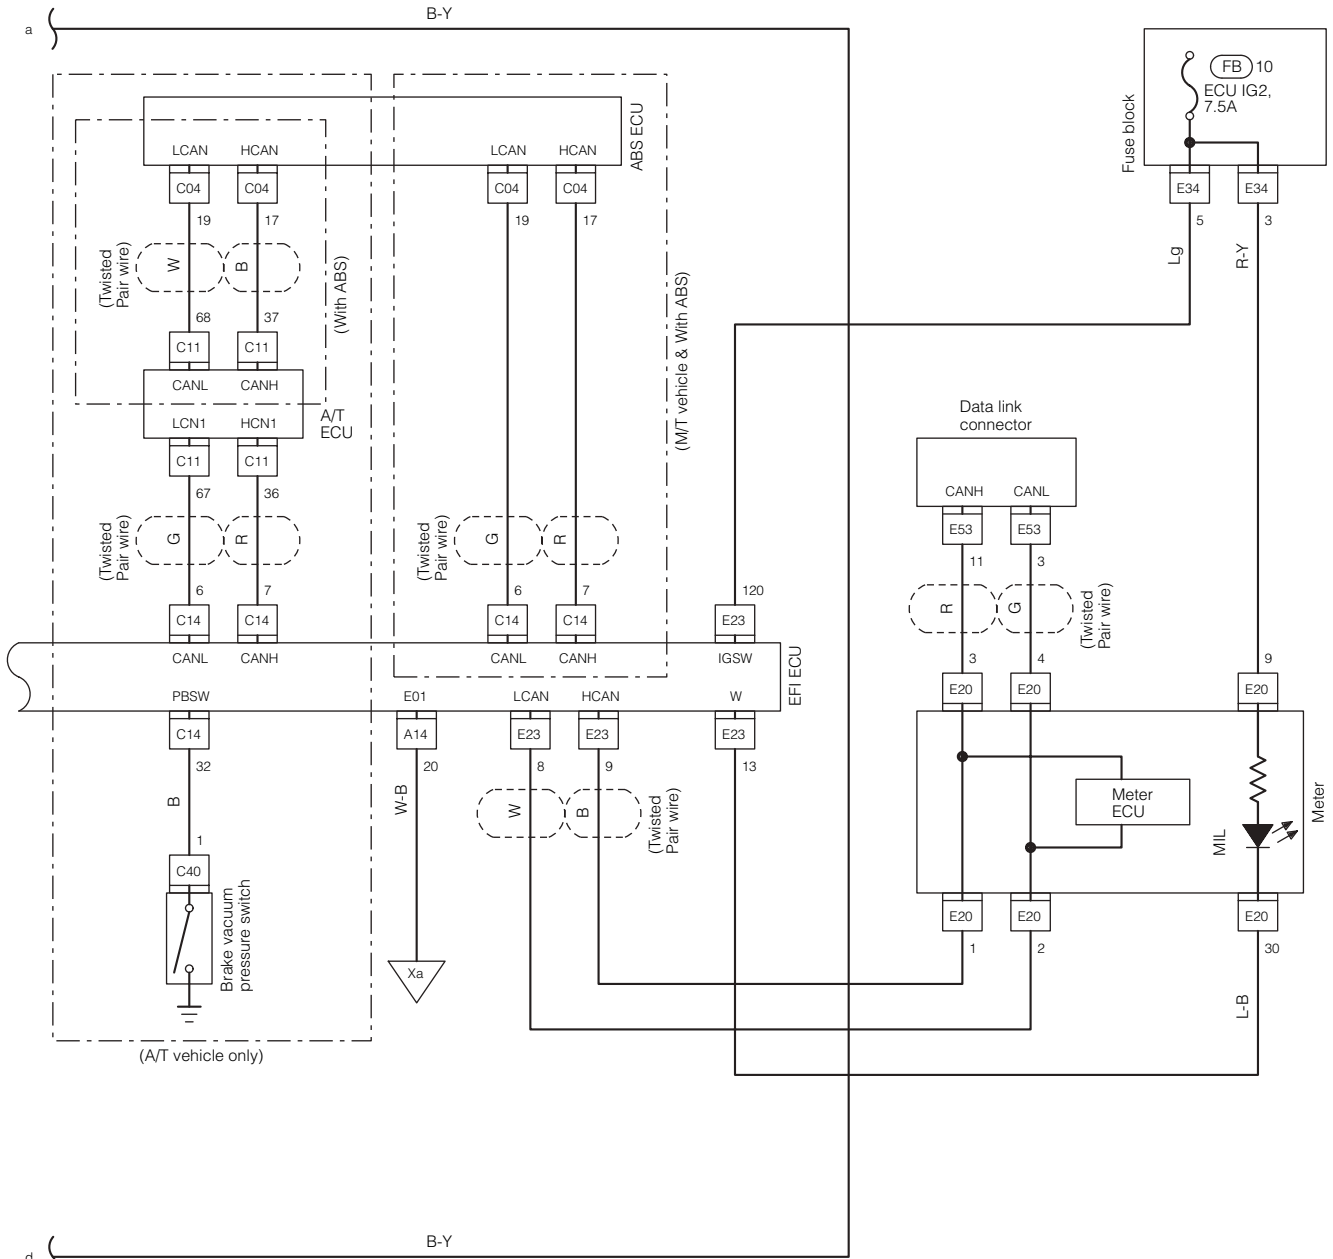 B-Y
a
FB 10
ECU IG2,
7.5A
Fuse block
ABS ECU
LCAN HCAN LCAN HCAN
C04 C04 C04 C04
E34 E34
19 17 19 17
5 3
Lg R-Y
(Twisted
Pair wire)
W B
(With ABS)
(M/T vehicle & With ABS)
68 37
C11 C11
CANL CANH
LCN1 HCN1
A/T
ECU
C11 C11
67 36
Data link
connector
CANH CANL
E53 E53
11 3
(Twisted
Pair wire)
G R
(Twisted
Pair wire)
G R
R G
(Twisted
Pair wire)
6 7 6 7 120
C14 C14 C14 C14 E23
CANL CANH CANL CANH IGSW
EFI ECU
3 4 9
E20 E20 E20
PBSW E01 LCAN HCAN W
C14 A14 E23 E23 E23
32 20 8 9 13
B W-B W B
(Twisted
Pair wire)
Meter
ECU
MIL
Meter
1
C40
Brake vacuum
pressure switch
Xa
E20 E20 E20
1 2 30
L-B
(A/T vehicle only)
B-Y
d